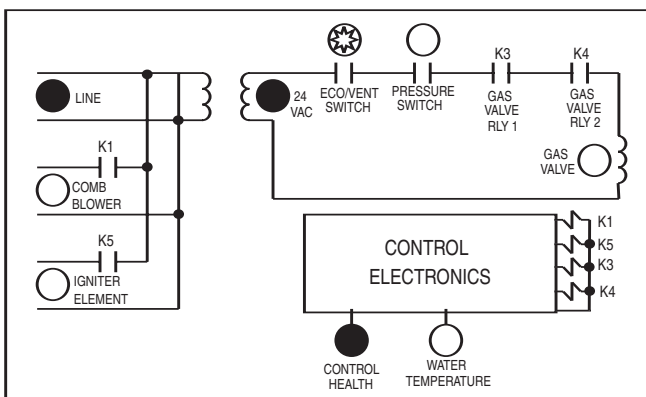 LINE
K1
COMB
BLOWER
K5
IGNITER
ELEMENT
24
VAC
ECO/VENT
SWITCH
PRESSURE
SWITCH
K3
GAS
VALVE
RLY 1
K4
GAS
VALVE
RLY 2
GAS
VALVE
CONTROL
ELECTRONICS
K1
K5
K3
K4
CONTROL
HEALTH
WATER
TEMPERATURE